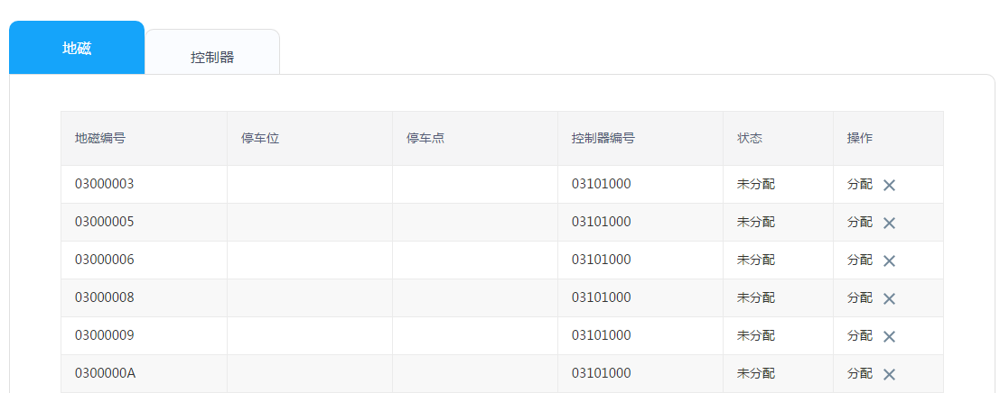 地磁
控制器
地磁编号 停车位 停车点 控制器编号 状态 操作
03000003 03101000 未分配 分配
03000005 03101000 未分配 分配
03000006 03101000 未分配 分配
03000008 03101000 未分配 分配
03000009 03101000 未分配 分配
0300000A 03101000 未分配 分配